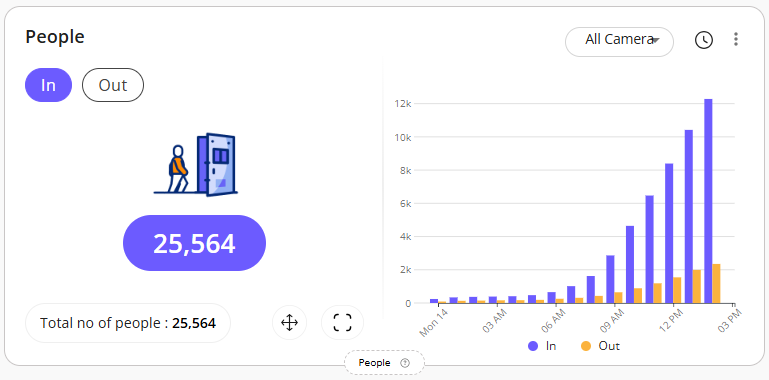 People
All Camera
In
Out
25,564
Total no of people : 25,564
12k
10k
8k
6k
4k
2k
0
Mon 14
03 AM
06 AM
09 AM
12 PM
03 PM
In
Out
People